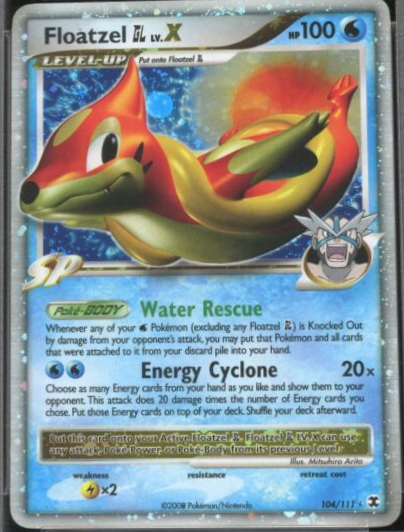 Floatzel GL LV.X HP100
LEVEL-UP Put onto Floatzel GL
SP
Poké-BODY Water Rescue
Whenever any of your Pokémon (excluding any Floatzel GL) is Knocked Out
by damage from your opponent's attack, you may put that Pokémon and all cards
that were attached to it from your discard pile into your hand.
Energy Cyclone 20x
Choose as many Energy cards from your hand as you like and show them to your
opponent. This attack does 20 damage times the number of Energy cards you
chose. Put those Energy cards on top of your deck. Shuffle your deck afterward.
Put this card onto your Active Floatzel GL. Floatzel GL LV.X can use
any attack, Poké-Power, or Poké-Body from its previous Level.
Illus. Mitsuhiro Arita
weakness resistance retreat cost
x2
©2008 Pokémon/Nintendo 104/111